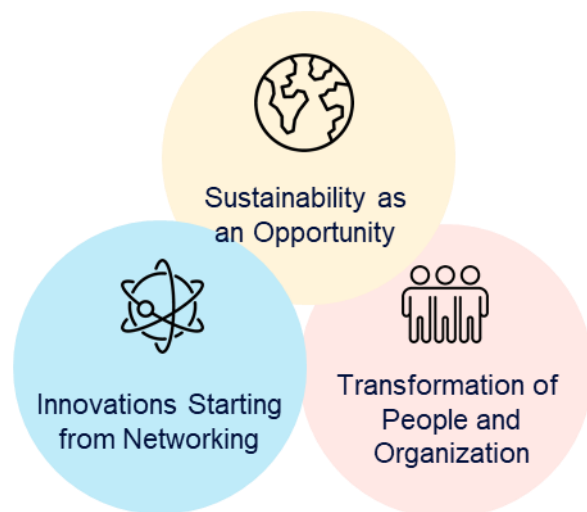 Sustainability as
an Opportunity
Innovations Starting
from Networking
Transformation of
People and
Organization